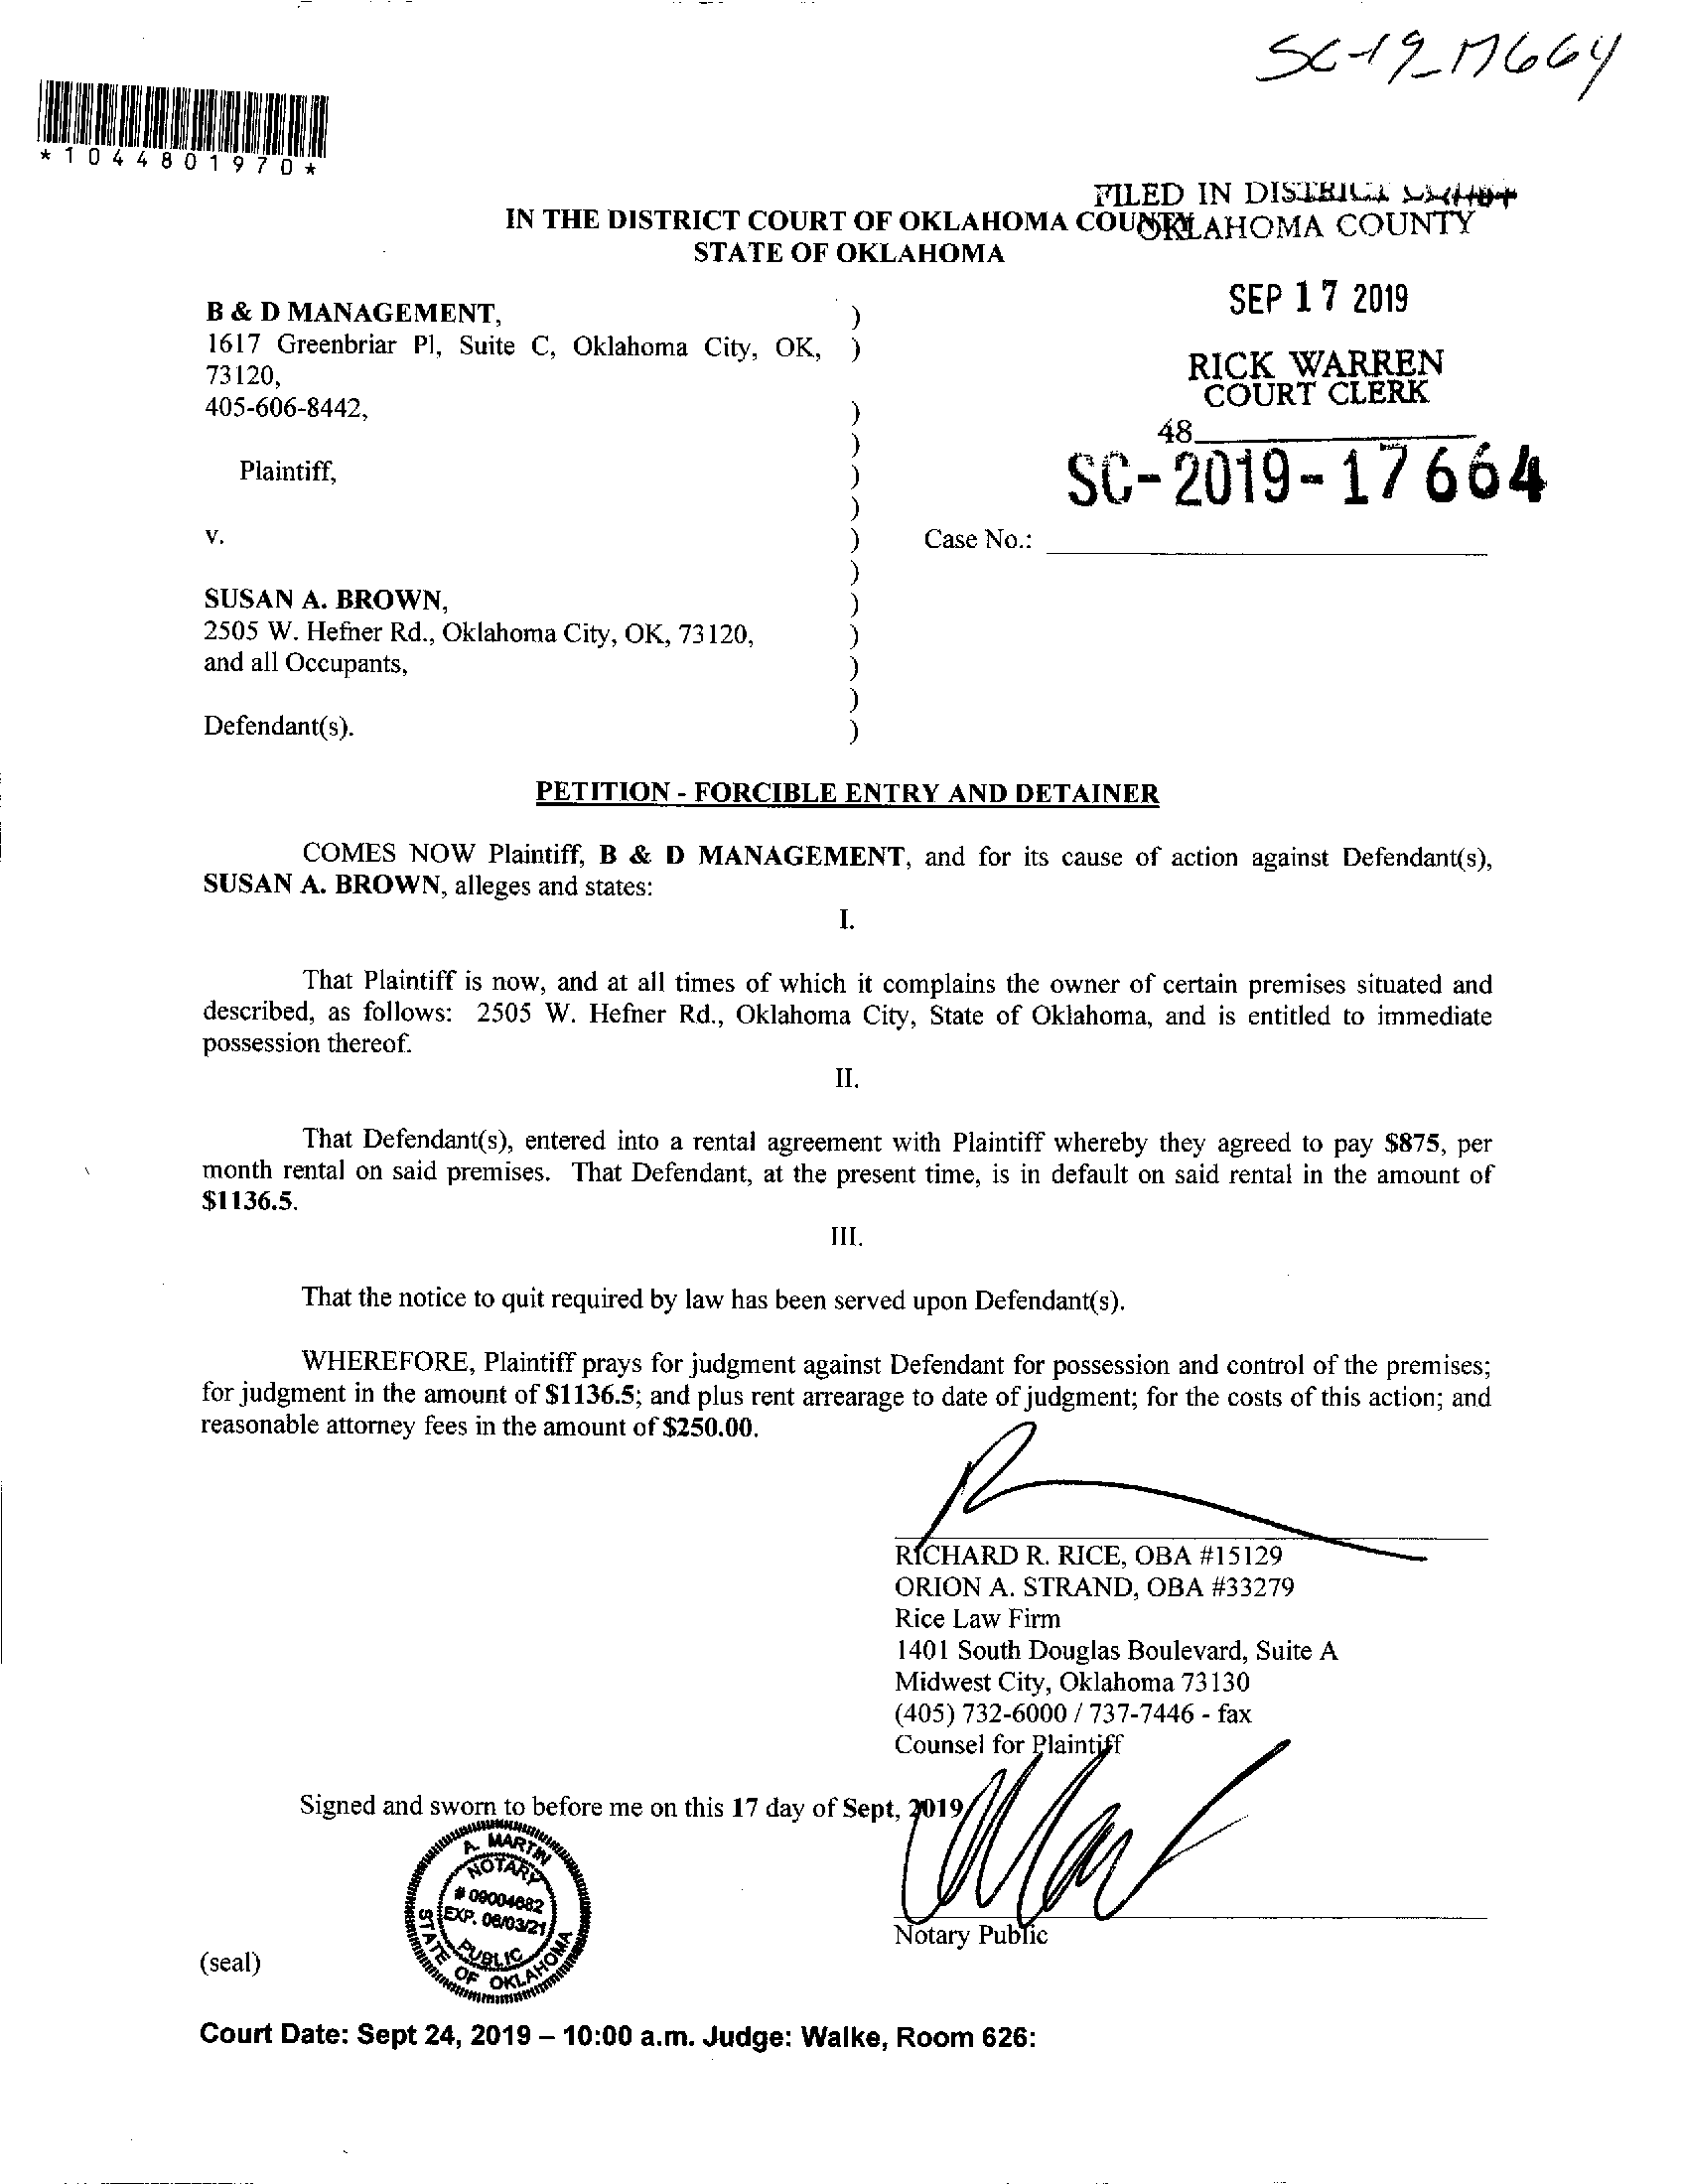 SC-19-17664
*1044801970*
FILED IN DISTRICT COURT
IN THE DISTRICT COURT OF OKLAHOMA COUNTY
OKLAHOMA COUNTY
STATE OF OKLAHOMA
SEP 17 2019
RICK WARREN
COURT CLERK
48
SC-2019-17664
B & D MANAGEMENT, )
1617 Greenbriar Pl, Suite C, Oklahoma City, OK, )
73120,
405-606-8442, )
)
Plaintiff, )
)
v. ) Case No.:
)
SUSAN A. BROWN, )
2505 W. Hefner Rd., Oklahoma City, OK, 73120, )
and all Occupants, )
)
Defendant(s). )
PETITION - FORCIBLE ENTRY AND DETAINER
COMES NOW Plaintiff, B & D MANAGEMENT, and for its cause of action against Defendant(s),
SUSAN A. BROWN, alleges and states:
I.
That Plaintiff is now, and at all times of which it complains the owner of certain premises situated and
described, as follows: 2505 W. Hefner Rd., Oklahoma City, State of Oklahoma, and is entitled to immediate
possession thereof.
II.
That Defendant(s), entered into a rental agreement with Plaintiff whereby they agreed to pay $875, per
month rental on said premises. That Defendant, at the present time, is in default on said rental in the amount of
$1136.5.
III.
That the notice to quit required by law has been served upon Defendant(s).
WHEREFORE, Plaintiff prays for judgment against Defendant for possession and control of the premises;
for judgment in the amount of $1136.5; and plus rent arrearage to date of judgment; for the costs of this action; and
reasonable attorney fees in the amount of $250.00.
RICHARD R. RICE, OBA #15129
ORION A. STRAND, OBA #33279
Rice Law Firm
1401 South Douglas Boulevard, Suite A
Midwest City, Oklahoma 73130
(405) 732-6000 / 737-7446 - fax
Counsel for Plaintiff
Signed and sworn to before me on this 17 day of Sept, 2019
A. MARTIN
NOTARY
# 09004682
EXP. 06/03/21
PUBLIC
STATE OF OKLAHOMA
Notary Public
(seal)
Court Date: Sept 24, 2019 – 10:00 a.m. Judge: Walke, Room 626: